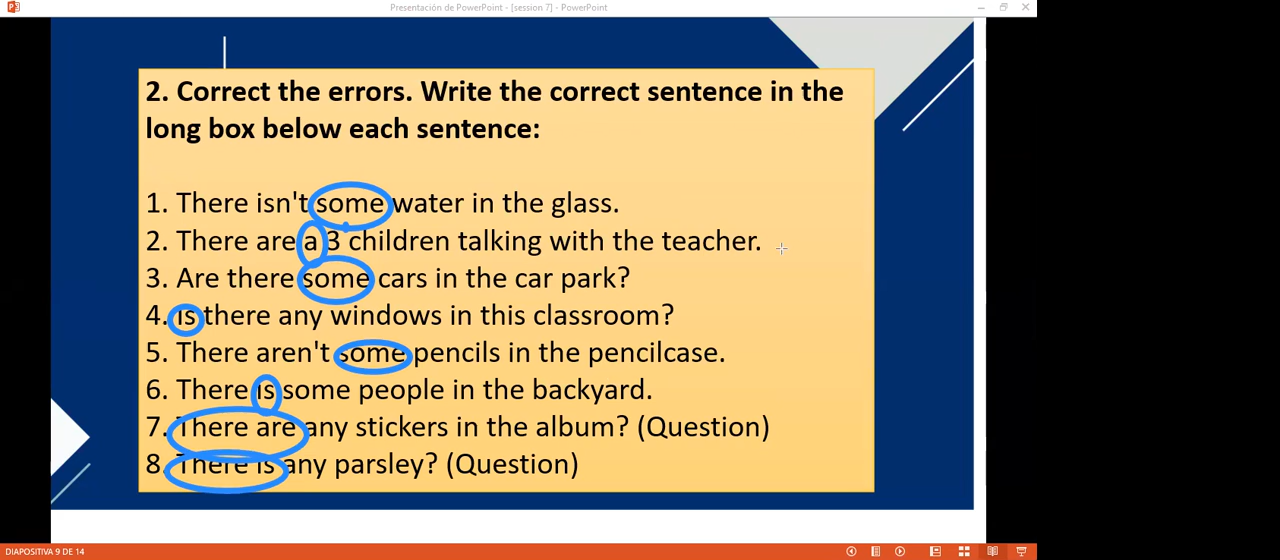 Presentación de PowerPoint - [session 7] - PowerPoint
2. Correct the errors. Write the correct sentence in the
long box below each sentence:
1. There isn't some water in the glass.
2. There are a 3 children talking with the teacher.
3. Are there some cars in the car park?
4. Is there any windows in this classroom?
5. There aren't some pencils in the pencilcase.
6. There is some people in the backyard.
7. There are any stickers in the album? (Question)
8. There is any parsley? (Question)
DIAPOSITIVA 9 DE 14